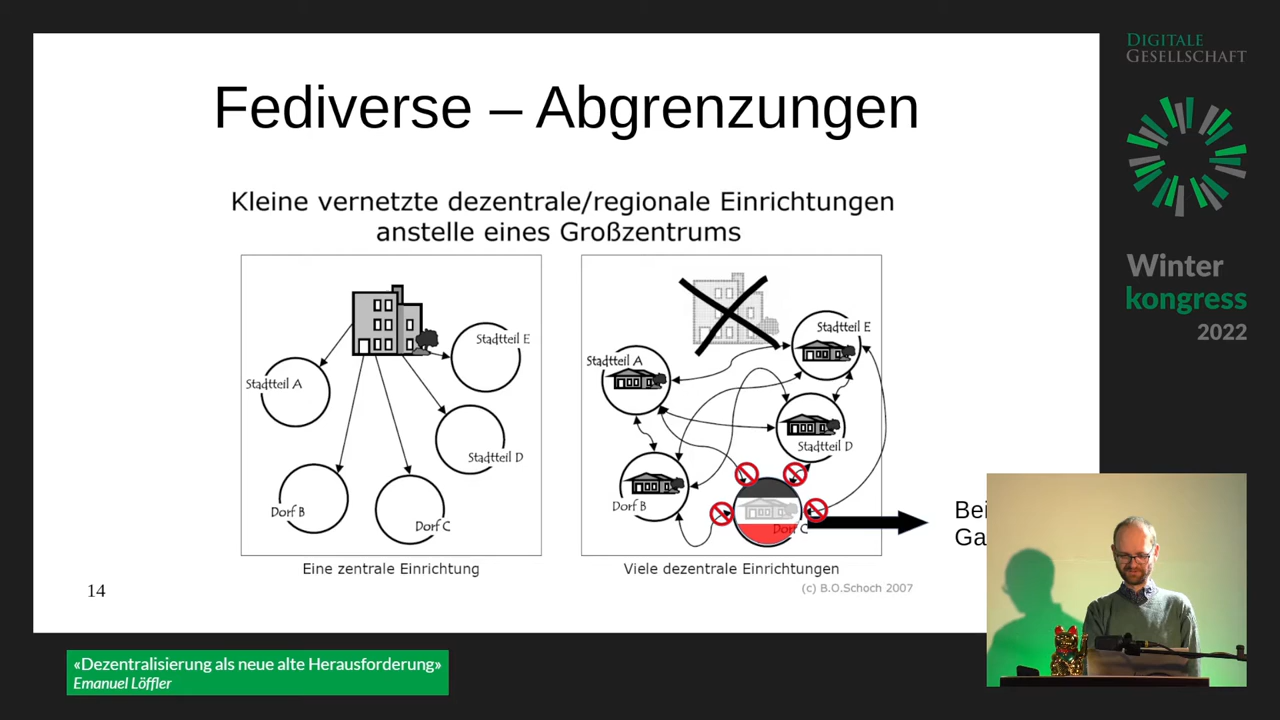 DIGITALE
GESELLSCHAFT
Fediverse – Abgrenzungen
Kleine vernetzte dezentrale/regionale Einrichtungen
anstelle eines Großzentrums
Stadtteil E
Stadtteil A
Stadtteil D
Dorf B
Dorf C
Eine zentrale Einrichtung
Stadtteil E
Stadtteil A
Stadtteil D
Dorf B
Dorf C
Viele dezentrale Einrichtungen
(c) B.O.Schoch 2007
Bei
Ga
14
Winter
kongress
2022
«Dezentralisierung als neue alte Herausforderung»
Emanuel Löffler